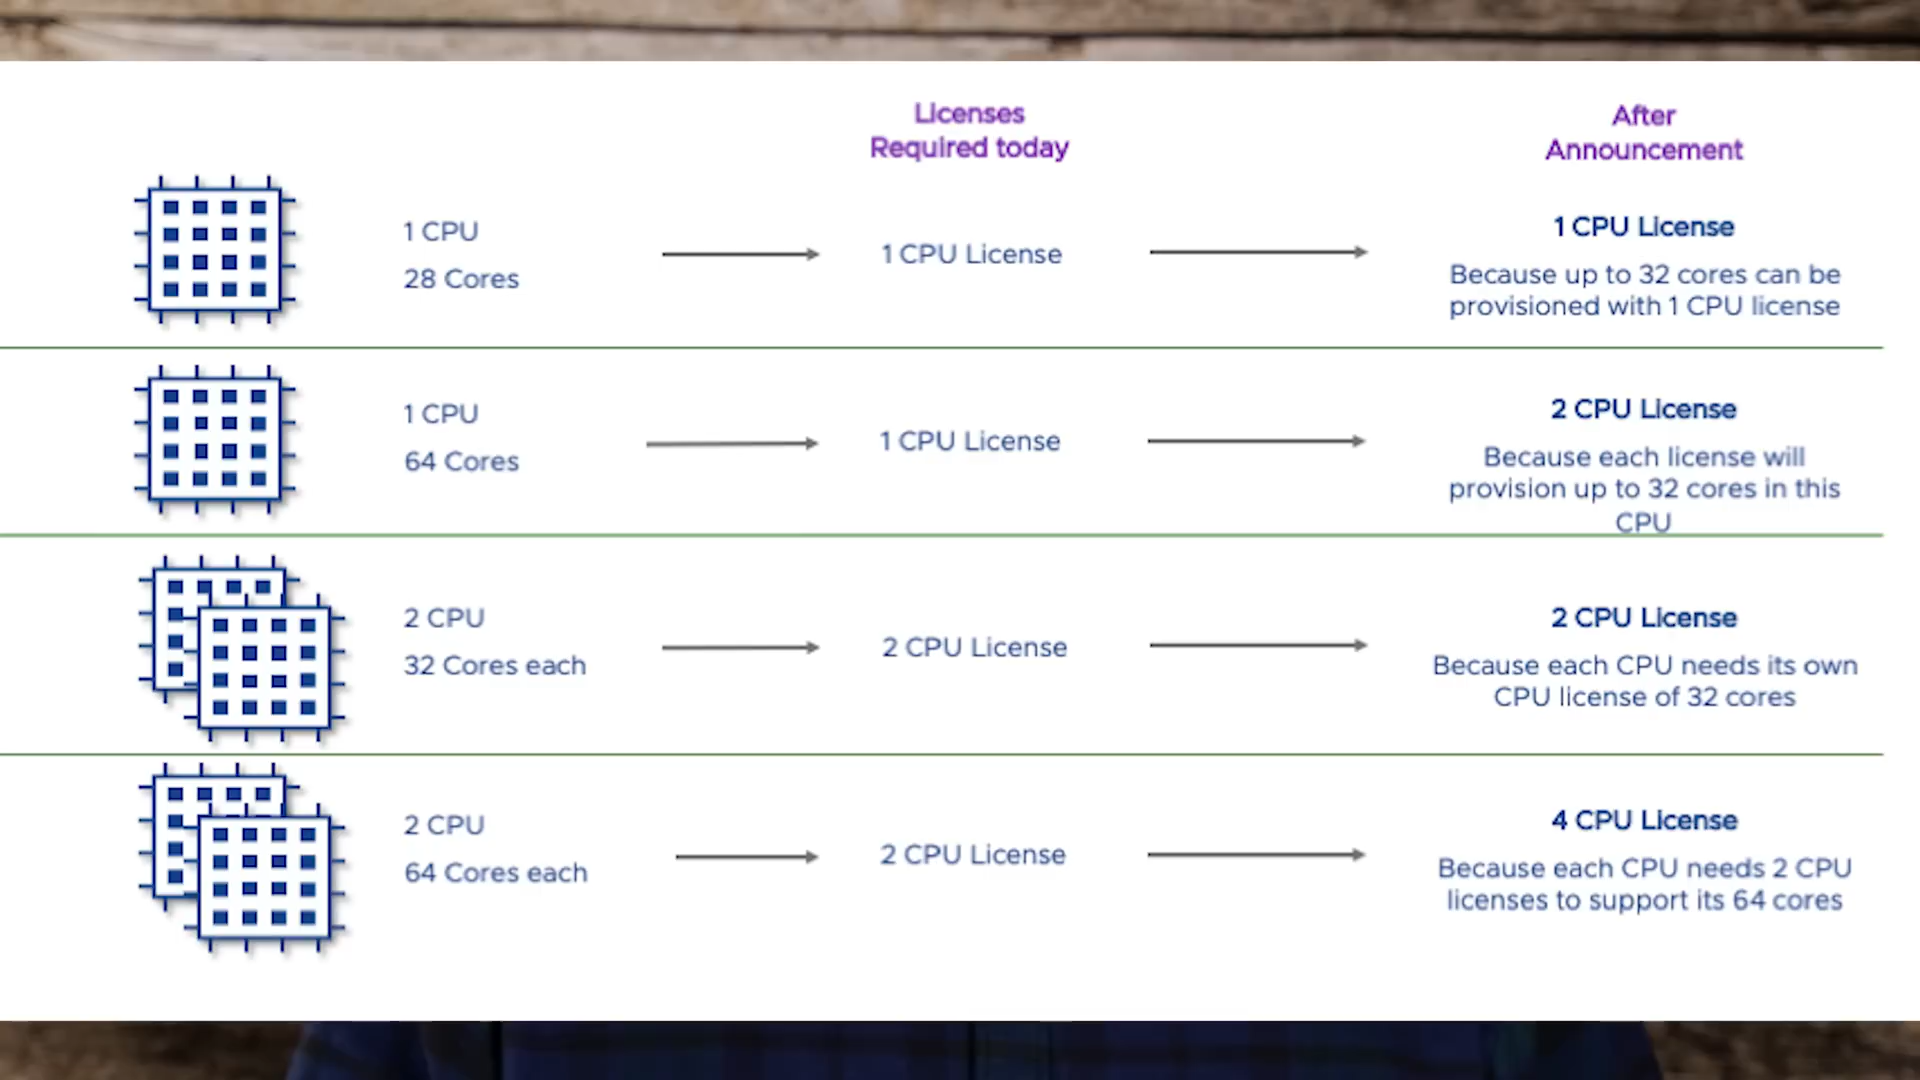 Licenses
Required today
After
Announcement
1 CPU
28 Cores
1 CPU License
1 CPU License
Because up to 32 cores can be
provisioned with 1 CPU license
1 CPU
64 Cores
1 CPU License
2 CPU License
Because each license will
provision up to 32 cores in this
CPU
2 CPU
32 Cores each
2 CPU License
2 CPU License
Because each CPU needs its own
CPU license of 32 cores
2 CPU
64 Cores each
2 CPU License
4 CPU License
Because each CPU needs 2 CPU
licenses to support its 64 cores